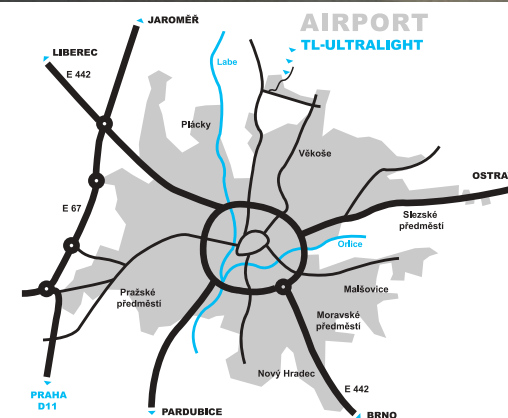 JAROMĚŘ
AIRPORT
TL-ULTRALIGHT
LIBEREC
E 442
Labe
Plácky
Věkoše
OSTRA
E 67
Slezské
předměstí
Orlice
Malšovice
Pražské
předměstí
Moravské
předměstí
Nový Hradec
E 442
PRAHA
D11
PARDUBICE
BRNO